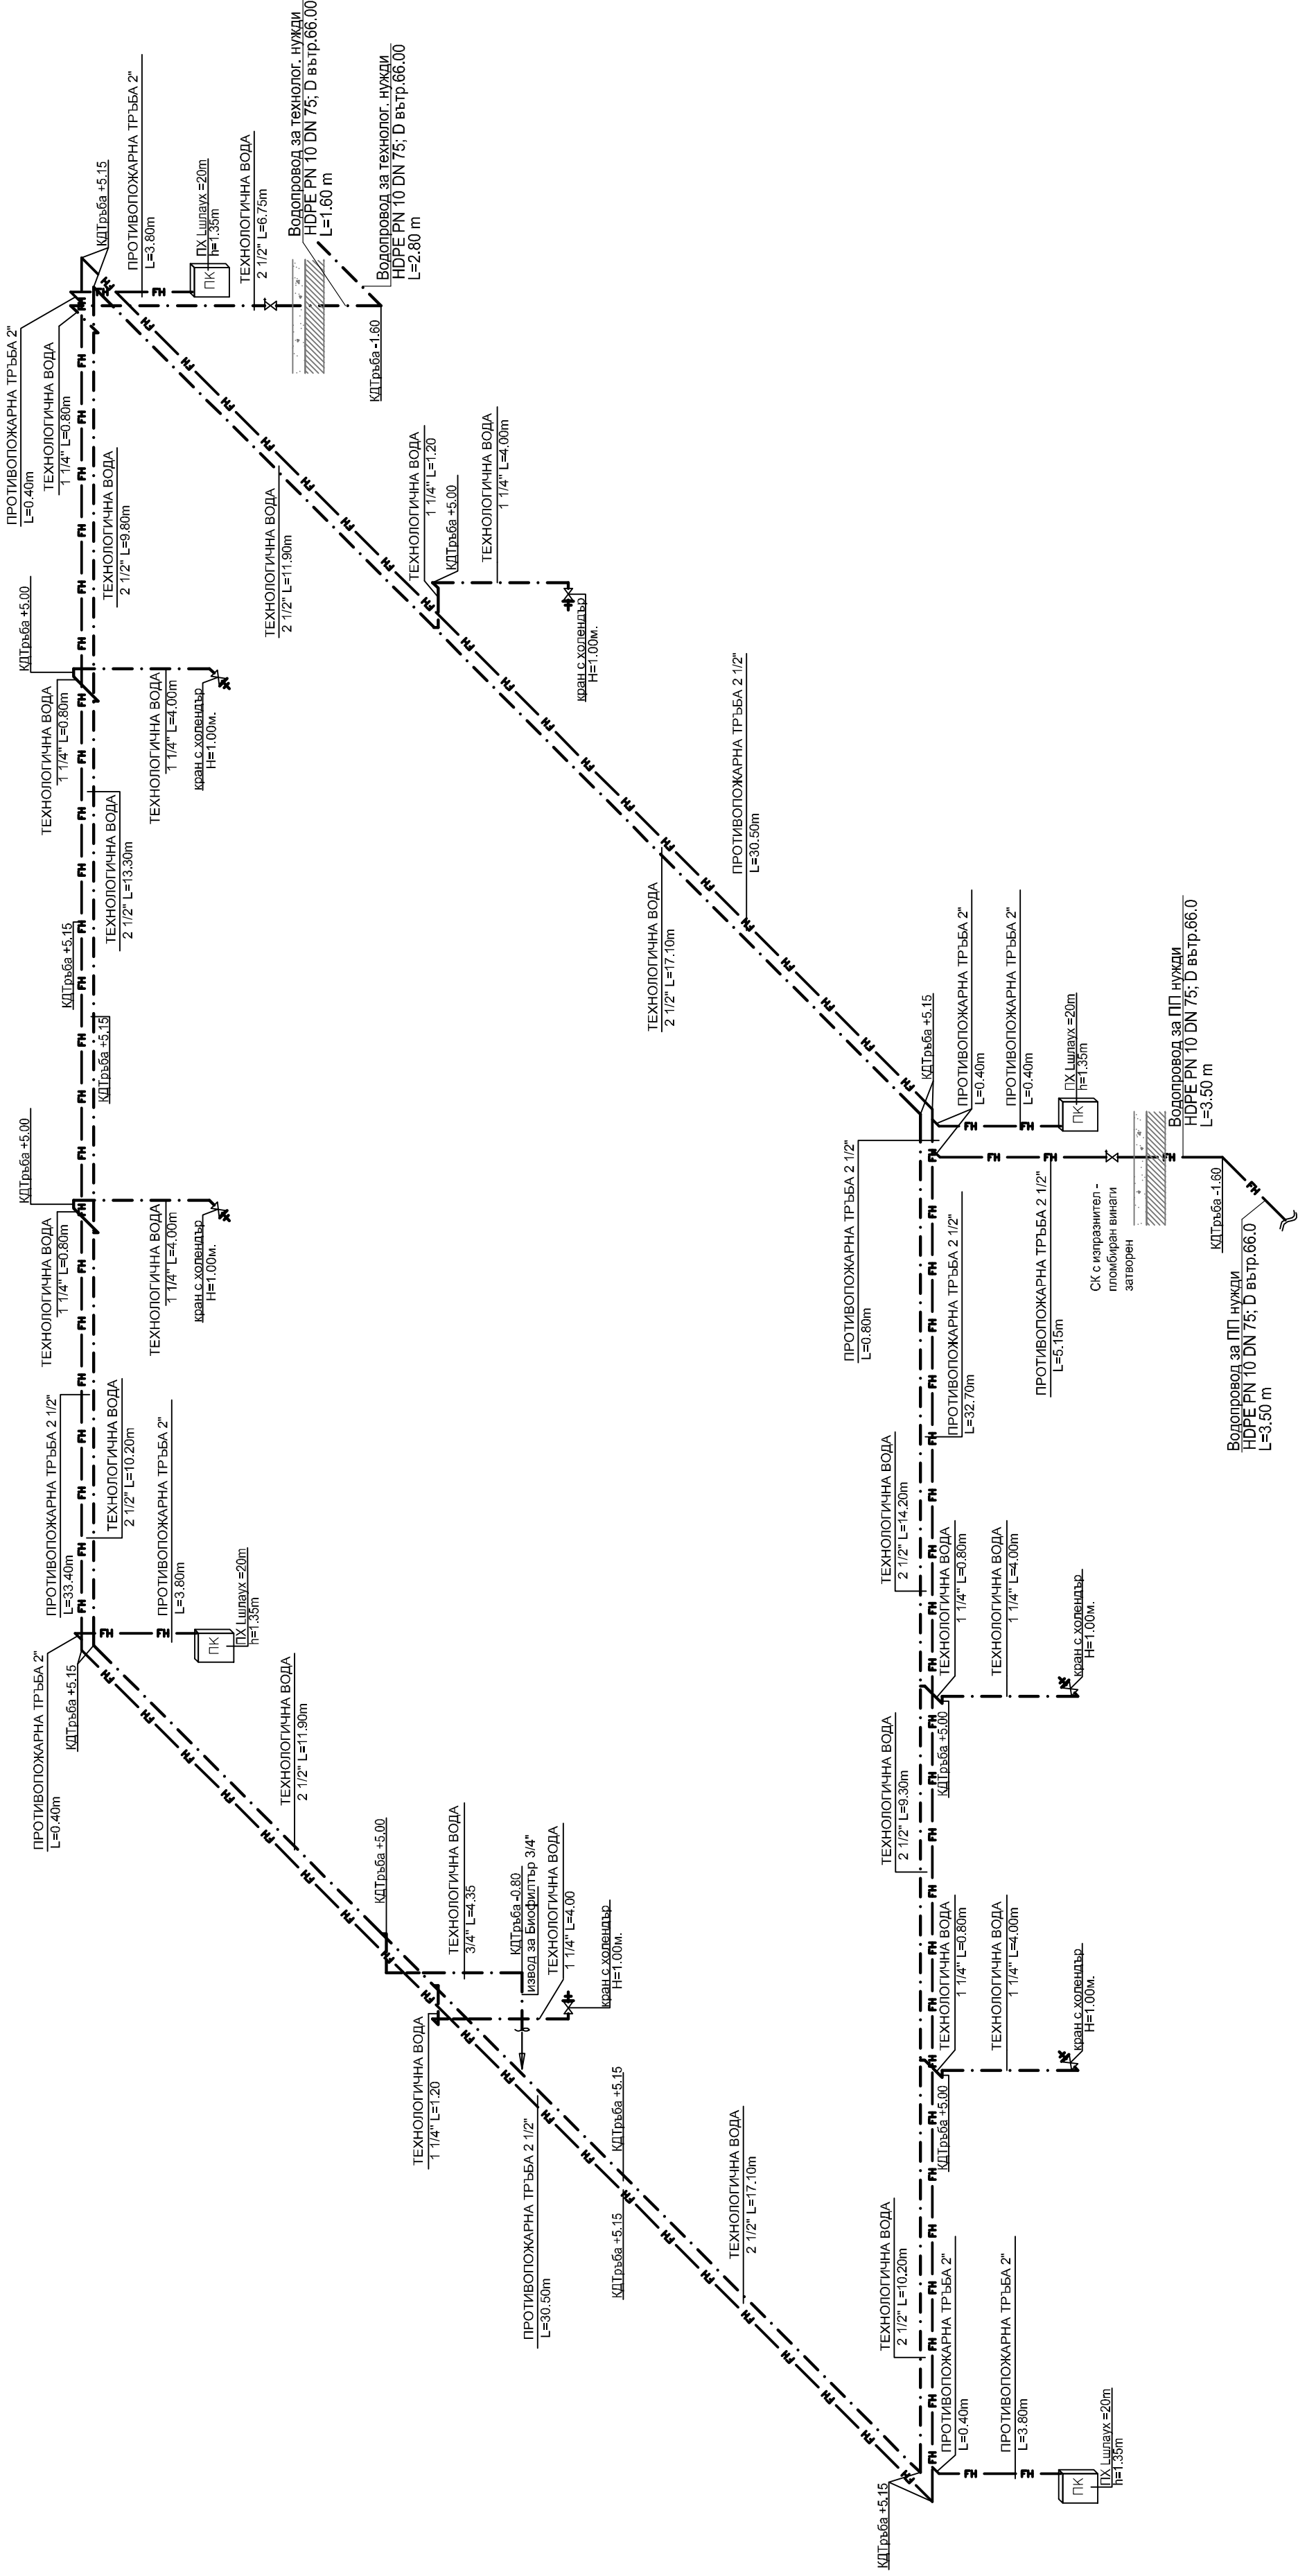 ПРОТИВОПОЖАРНА ТРЪБА 2"
L=0.40m
ТЕХНОЛОГИЧНА ВОДА
1 1/4" L=0.80m
КДТръба +5.15
ПРОТИВОПОЖАРНА ТРЪБА 2"
L=3.80m
ПХ Lшлаух =20m
h=1.35m
ПК
ТЕХНОЛОГИЧНА ВОДА
2 1/2" L=6.75m
Водопровод за технолог. нужди
HDPE PN 10 DN 75; D вътр.66.00
L=1.60 m
Водопровод за технолог. нужди
HDPE PN 10 DN 75; D вътр.66.00
L=2.80 m
КДТръба -1.60
ТЕХНОЛОГИЧНА ВОДА
2 1/2" L=9.80m
ТЕХНОЛОГИЧНА ВОДА
2 1/2" L=11.90m
ТЕХНОЛОГИЧНА ВОДА
1 1/4" L=1.20
КДТръба +5.00
ТЕХНОЛОГИЧНА ВОДА
1 1/4" L=4.00m
кран с холендър
H=1.00м.
КДТръба +5.00
ТЕХНОЛОГИЧНА ВОДА
1 1/4" L=0.80m
ТЕХНОЛОГИЧНА ВОДА
1 1/4" L=4.00m
кран с холендър
H=1.00м.
ТЕХНОЛОГИЧНА ВОДА
2 1/2" L=13.30m
КДТръба +5.15
КДТръба +5.15
ПРОТИВОПОЖАРНА ТРЪБА 2 1/2"
L=30.50m
ТЕХНОЛОГИЧНА ВОДА
2 1/2" L=17.10m
КДТръба +5.00
ТЕХНОЛОГИЧНА ВОДА
1 1/4" L=0.80m
ТЕХНОЛОГИЧНА ВОДА
1 1/4" L=4.00m
кран с холендър
H=1.00м.
КДТръба +5.15
ПРОТИВОПОЖАРНА ТРЪБА 2"
L=0.40m
ПРОТИВОПОЖАРНА ТРЪБА 2"
L=0.40m
ПХ Lшлаух =20m
h=1.35m
ПК
Водопровод за ПП нужди
HDPE PN 10 DN 75; D вътр.66.0
L=3.50 m
ПРОТИВОПОЖАРНА ТРЪБА 2 1/2"
L=0.80m
ПРОТИВОПОЖАРНА ТРЪБА 2 1/2"
L=32.70m
ПРОТИВОПОЖАРНА ТРЪБА 2 1/2"
L=5.15m
СК с изпразнител -
пломбиран винаги
затворен
КДТръба -1.60
Водопровод за ПП нужди
HDPE PN 10 DN 75; D вътр.66.0
L=3.50 m
ПРОТИВОПОЖАРНА ТРЪБА 2 1/2"
L=33.40m
ТЕХНОЛОГИЧНА ВОДА
2 1/2" L=10.20m
ПРОТИВОПОЖАРНА ТРЪБА 2"
L=3.80m
ПХ Lшлаух =20m
h=1.35m
ПК
ПРОТИВОПОЖАРНА ТРЪБА 2"
L=0.40m
КДТръба +5.15
ТЕХНОЛОГИЧНА ВОДА
2 1/2" L=11.90m
ТЕХНОЛОГИЧНА ВОДА
2 1/2" L=14.20m
ТЕХНОЛОГИЧНА ВОДА
1 1/4" L=0.80m
ТЕХНОЛОГИЧНА ВОДА
1 1/4" L=4.00m
кран с холендър
H=1.00м.
КДТръба +5.00
ТЕХНОЛОГИЧНА ВОДА
2 1/2" L=9.30m
КДТръба +5.00
ТЕХНОЛОГИЧНА ВОДА
3/4" L=4.35
КДТръба -0.80
извод за Биофилтър 3/4"
ТЕХНОЛОГИЧНА ВОДА
1 1/4" L=4.00
кран с холендър
H=1.00м.
ТЕХНОЛОГИЧНА ВОДА
1 1/4" L=1.20
ПРОТИВОПОЖАРНА ТРЪБА 2 1/2"
L=30.50m
КДТръба +5.15
КДТръба +5.15
ТЕХНОЛОГИЧНА ВОДА
2 1/2" L=17.10m
ТЕХНОЛОГИЧНА ВОДА
1 1/4" L=0.80m
ТЕХНОЛОГИЧНА ВОДА
1 1/4" L=4.00m
кран с холендър
H=1.00м.
КДТръба +5.00
ТЕХНОЛОГИЧНА ВОДА
2 1/2" L=10.20m
ПРОТИВОПОЖАРНА ТРЪБА 2"
L=0.40m
ПРОТИВОПОЖАРНА ТРЪБА 2"
L=3.80m
ПХ Lшлаух =20m
h=1.35m
ПК
КДТръба +5.15